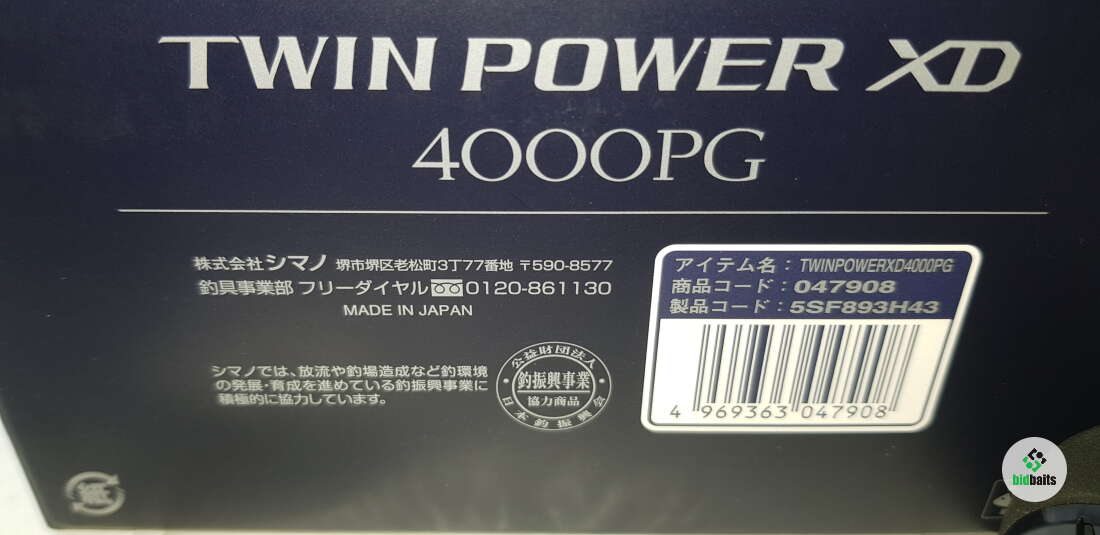 TWIN POWER XD
4000PG
株式会社シマノ 堺市堺区老松町3丁77番地 〒590-8577
釣具事業部 フリーダイヤル 0120-861130
MADE IN JAPAN
シマノでは、放流や釣場造成など釣環境
の発展・育成を進めている釣振興事業に
積極的に協力しています。
公益財団法人
釣振興事業
協力商品
日本釣振興会
アイテム名：TWINPOWERXD4000PG
商品コード：047908
製品コード：5SF893H43
4 969363 047908
紙
bidbaits